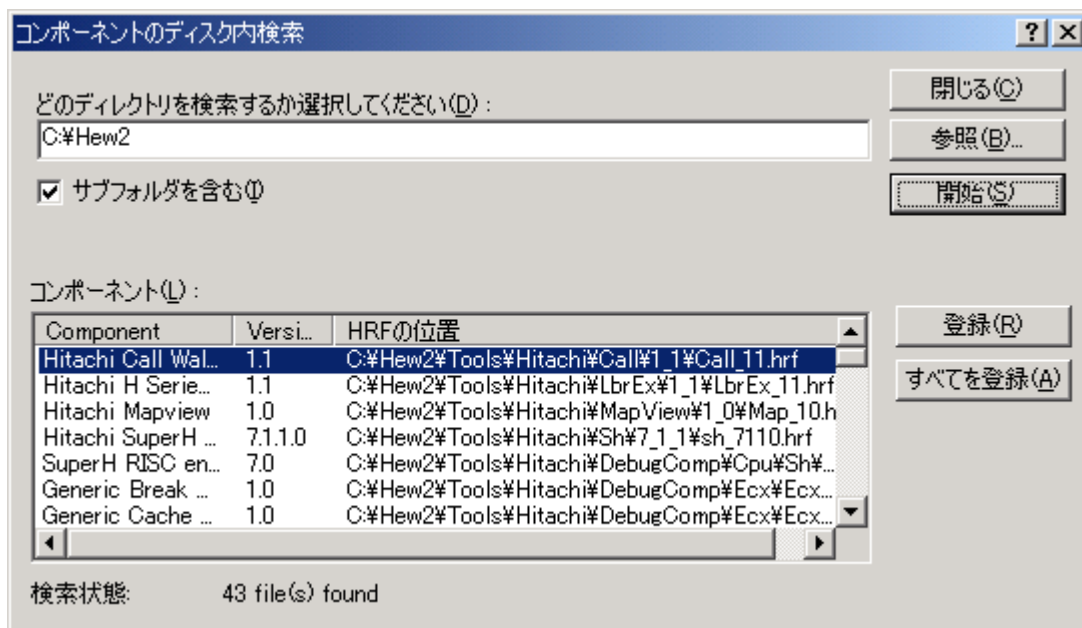 コンポーネントのディスク内検索
どのディレクトリを検索するか選択してください(D) :
閉じる(C)
C:¥Hew2
参照(B)...
サブフォルダを含む(I)
開始(S)
コンポーネント(L) :
登録(R)
すべてを登録(A)
Component Versi... HRFの位置
Hitachi Call Wal... 1.1 C:¥Hew2¥Tools¥Hitachi¥Call¥1_1¥Call_11.hrf
Hitachi H Serie... 1.1 C:¥Hew2¥Tools¥Hitachi¥LbrEx¥1_1¥LbrEx_11.hrf
Hitachi Mapview 1.0 C:¥Hew2¥Tools¥Hitachi¥MapView¥1_0¥Map_10.h
Hitachi SuperH ... 7.1.1.0 C:¥Hew2¥Tools¥Hitachi¥Sh¥7_1_1¥sh_7110.hrf
SuperH RISC en... 7.0 C:¥Hew2¥Tools¥Hitachi¥DebugComp¥Cpu¥Sh¥...
Generic Break ... 1.0 C:¥Hew2¥Tools¥Hitachi¥DebugComp¥Ecx¥Ecx...
Generic Cache ... 1.0 C:¥Hew2¥Tools¥Hitachi¥DebugComp¥Ecx¥Ecx...
検索状態: 43 file(s) found